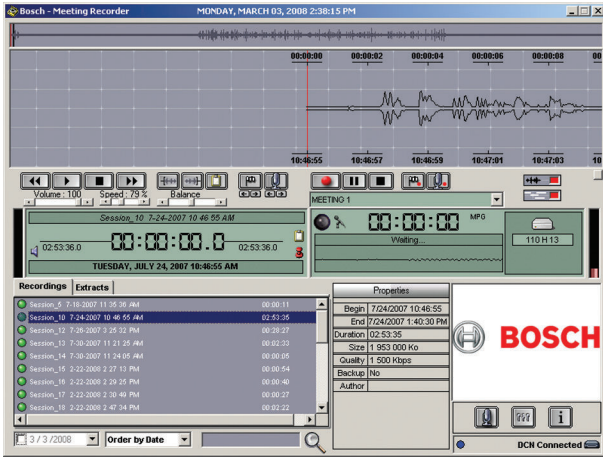 Bosch - Meeting Recorder MONDAY, MARCH 03, 2008 2:38:15 PM
00:00:00 00:00:02 00:00:04 00:00:06 00:00:08 00
10:46:55 10:46:57 10:46:59 10:47:01 10:47:03 10
Volume : 100 Speed : 79 % Balance
MEETING 1
Session_10 7-24-2007 10 46 55 AM
02:53:36.0 00:00:00.0 02:53:36.0
TUESDAY, JULY 24, 2007 10:46:55 AM
00:00:00 MPG
Waiting...
110 H 13
Recordings Extracts
Session_5 7-18-2007 11 35 36 AM 00:00:11
Session_10 7-24-2007 10 46 55 AM 02:53:35
Session_12 7-26-2007 3 25 32 PM 00:28:27
Session_13 7-30-2007 11 21 25 AM 00:02:33
Session_14 7-30-2007 11 24 05 AM 00:00:05
Session_15 2-22-2008 2 27 13 PM 00:00:54
Session_16 2-22-2008 2 29 25 PM 00:00:40
Session_17 2-22-2008 2 30 49 PM 00:00:27
Session_18 2-22-2008 2 47 34 PM 00:02:22
3 / 3 /2008 Order by Date
Properties
Begin 7/24/2007 10:46:55
End 7/24/2007 1:40:30 PM
Duration 02:53:35
Size 1 953 000 Ko
Quality 1 500 Kbps
Backup No
Author
BOSCH
???
i
DCN Connected